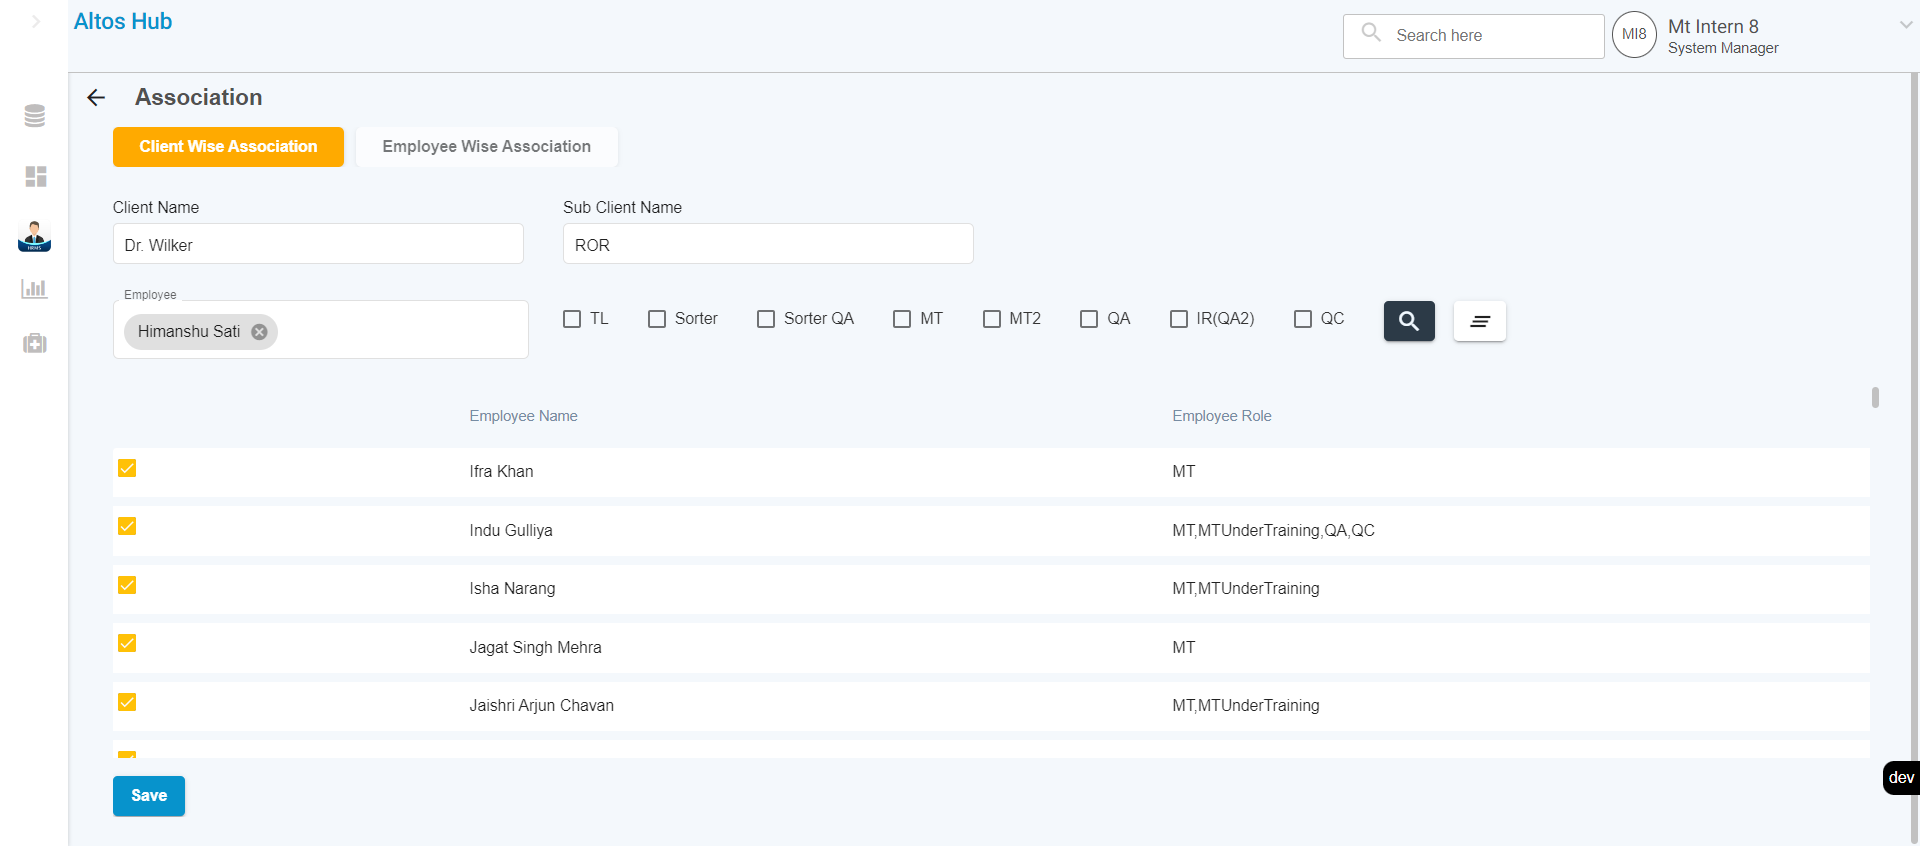 Altos Hub
Search here
MI8
Mt Intern 8
System Manager
Association
Client Wise Association
Employee Wise Association
Client Name
Sub Client Name
Dr. Wilker
ROR
Employee
Himanshu Sati
TL
Sorter
Sorter QA
MT
MT2
QA
IR(QA2)
QC
HRMS
Employee Name
Employee Role
Ifra Khan
MT
Indu Gulliya
MT,MTUnderTraining,QA,QC
Isha Narang
MT,MTUnderTraining
Jagat Singh Mehra
MT
Jaishri Arjun Chavan
MT,MTUnderTraining
dev
Save